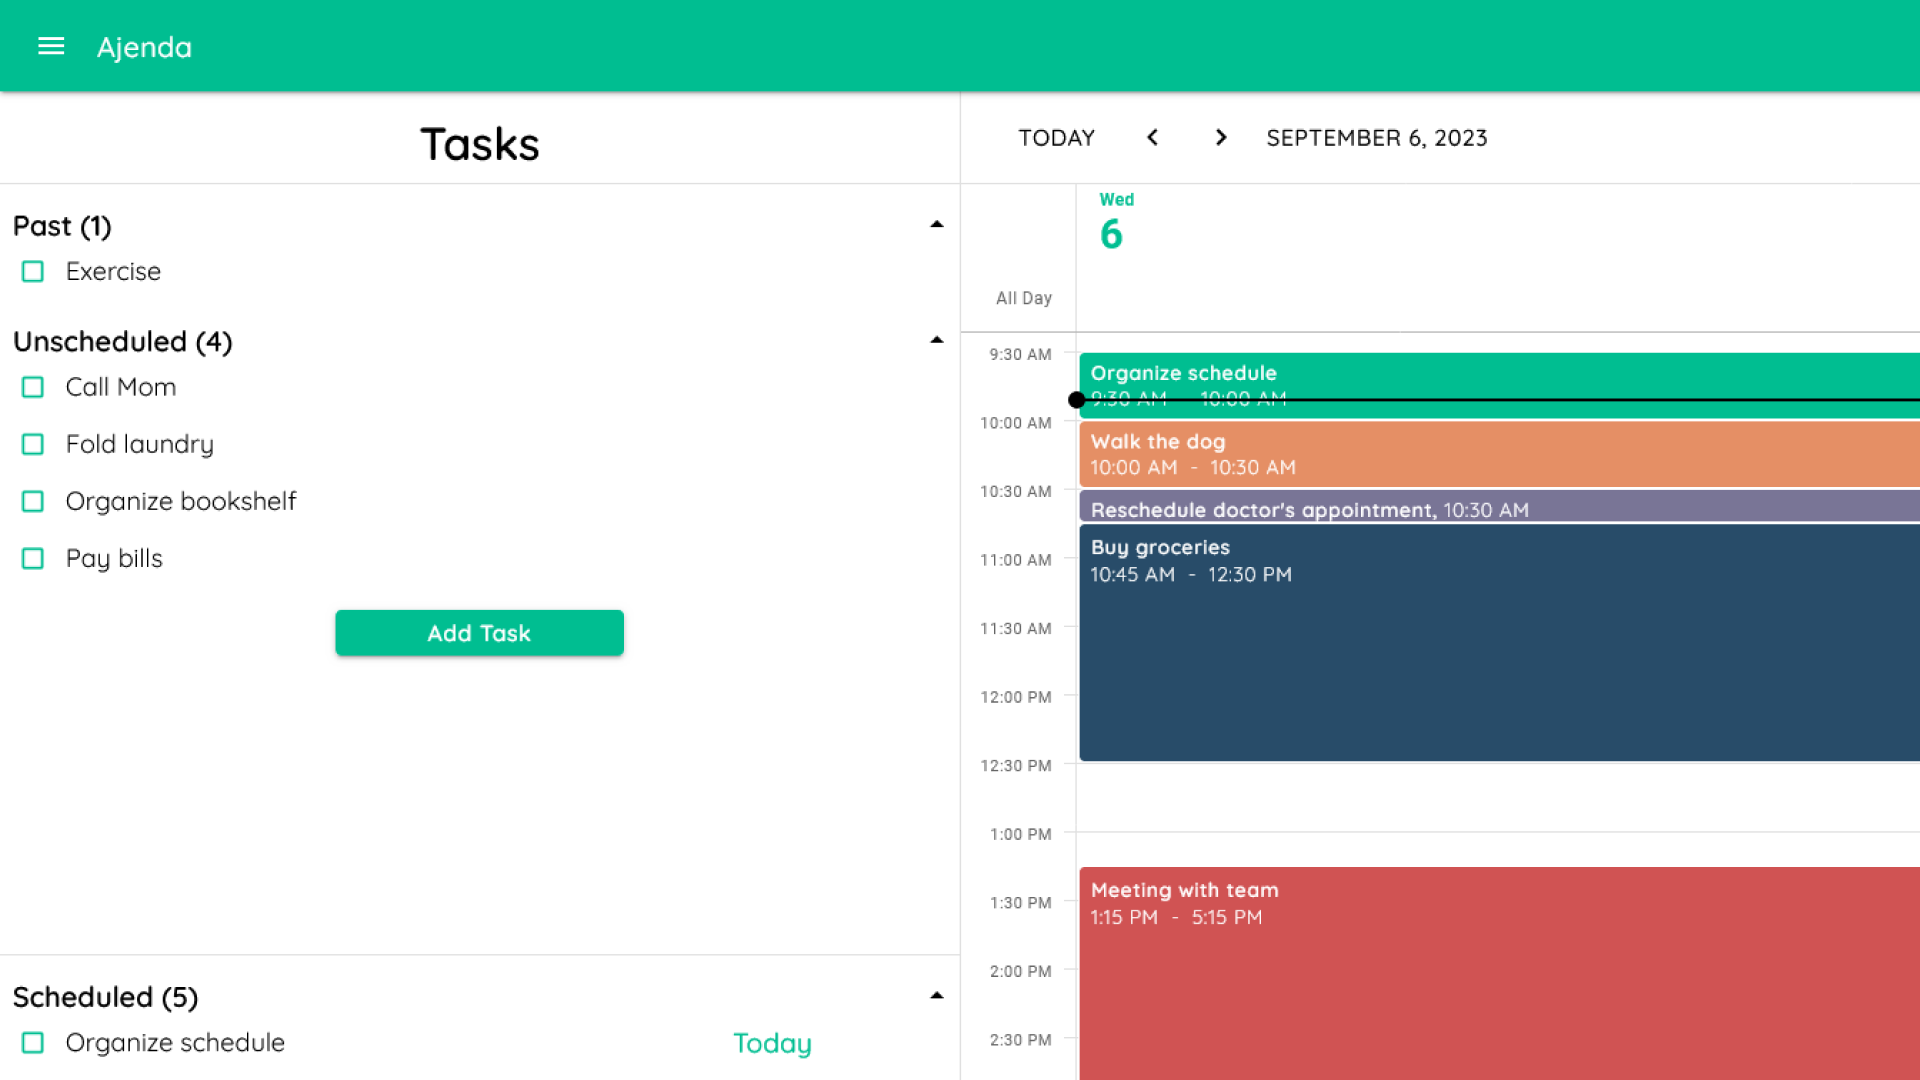 Ajenda
Tasks
Past (1)
Exercise
Unscheduled (4)
Call Mom
Fold laundry
Organize bookshelf
Pay bills
Add Task
Scheduled (5)
Organize schedule Today
TODAY SEPTEMBER 6, 2023
Wed
6
All Day
9:30 AM
Organize schedule
9:30 AM - 10:00 AM
10:00 AM
Walk the dog
10:00 AM - 10:30 AM
10:30 AM
Reschedule doctor's appointment, 10:30 AM
Buy groceries
10:45 AM - 12:30 PM
11:00 AM
11:30 AM
12:00 PM
12:30 PM
1:00 PM
Meeting with team
1:15 PM - 5:15 PM
1:30 PM
2:00 PM
2:30 PM